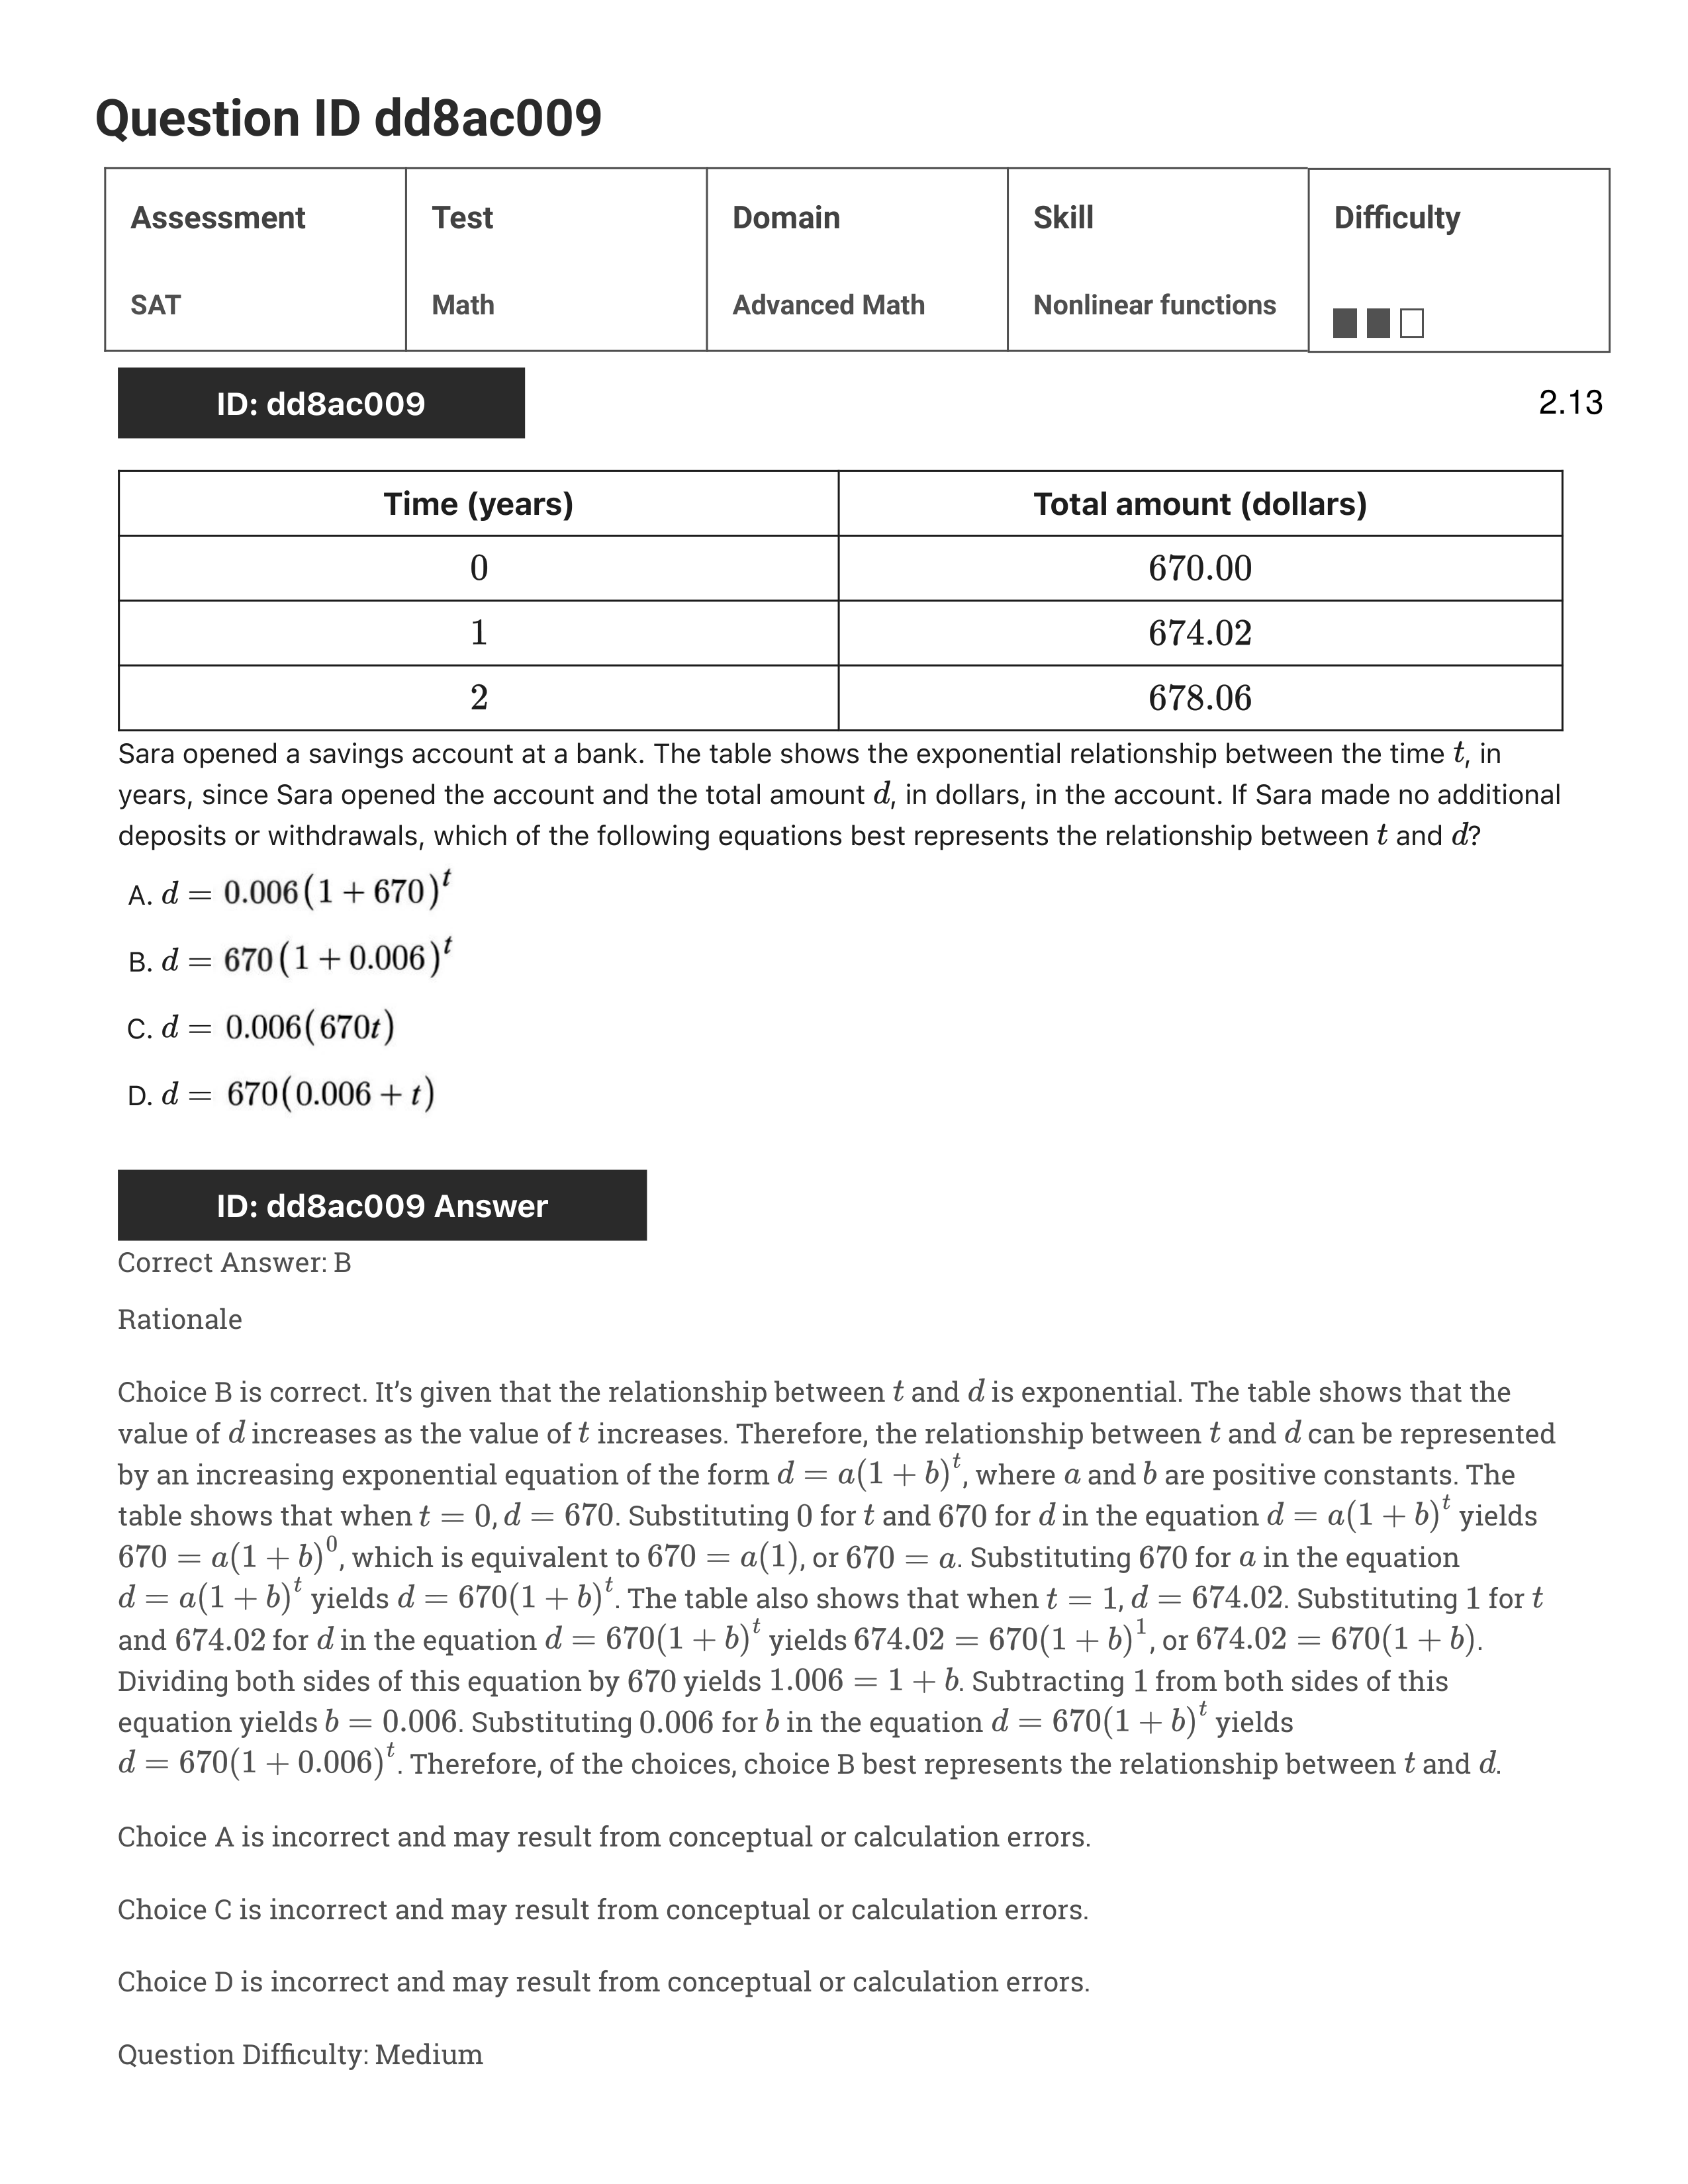 Question ID dd8ac009
Assessment Test Domain Skill Difficulty
SAT Math Advanced Math Nonlinear functions
ID: dd8ac009 2.13
Time (years) Total amount (dollars)
0 670.00
1 674.02
2 678.06
Sara opened a savings account at a bank. The table shows the exponential relationship between the time t, in
years, since Sara opened the account and the total amount d, in dollars, in the account. If Sara made no additional
deposits or withdrawals, which of the following equations best represents the relationship between t and d?
A. d = 0.006(1 + 670)^t
B. d = 670(1 + 0.006)^t
C. d = 0.006(670t)
D. d = 670(0.006 + t)
ID: dd8ac009 Answer
Correct Answer: B
Rationale
Choice B is correct. It’s given that the relationship between t and d is exponential. The table shows that the
value of d increases as the value of t increases. Therefore, the relationship between t and d can be represented
by an increasing exponential equation of the form d = a(1 + b)^t, where a and b are positive constants. The
table shows that when t = 0, d = 670. Substituting 0 for t and 670 for d in the equation d = a(1 + b)^t yields
670 = a(1 + b)^0, which is equivalent to 670 = a(1), or 670 = a. Substituting 670 for a in the equation
d = a(1 + b)^t yields d = 670(1 + b)^t. The table also shows that when t = 1, d = 674.02. Substituting 1 for t
and 674.02 for d in the equation d = 670(1 + b)^t yields 674.02 = 670(1 + b)^1, or 674.02 = 670(1 + b).
Dividing both sides of this equation by 670 yields 1.006 = 1 + b. Subtracting 1 from both sides of this
equation yields b = 0.006. Substituting 0.006 for b in the equation d = 670(1 + b)^t yields
d = 670(1 + 0.006)^t. Therefore, of the choices, choice B best represents the relationship between t and d.
Choice A is incorrect and may result from conceptual or calculation errors.
Choice C is incorrect and may result from conceptual or calculation errors.
Choice D is incorrect and may result from conceptual or calculation errors.
Question Difficulty: Medium